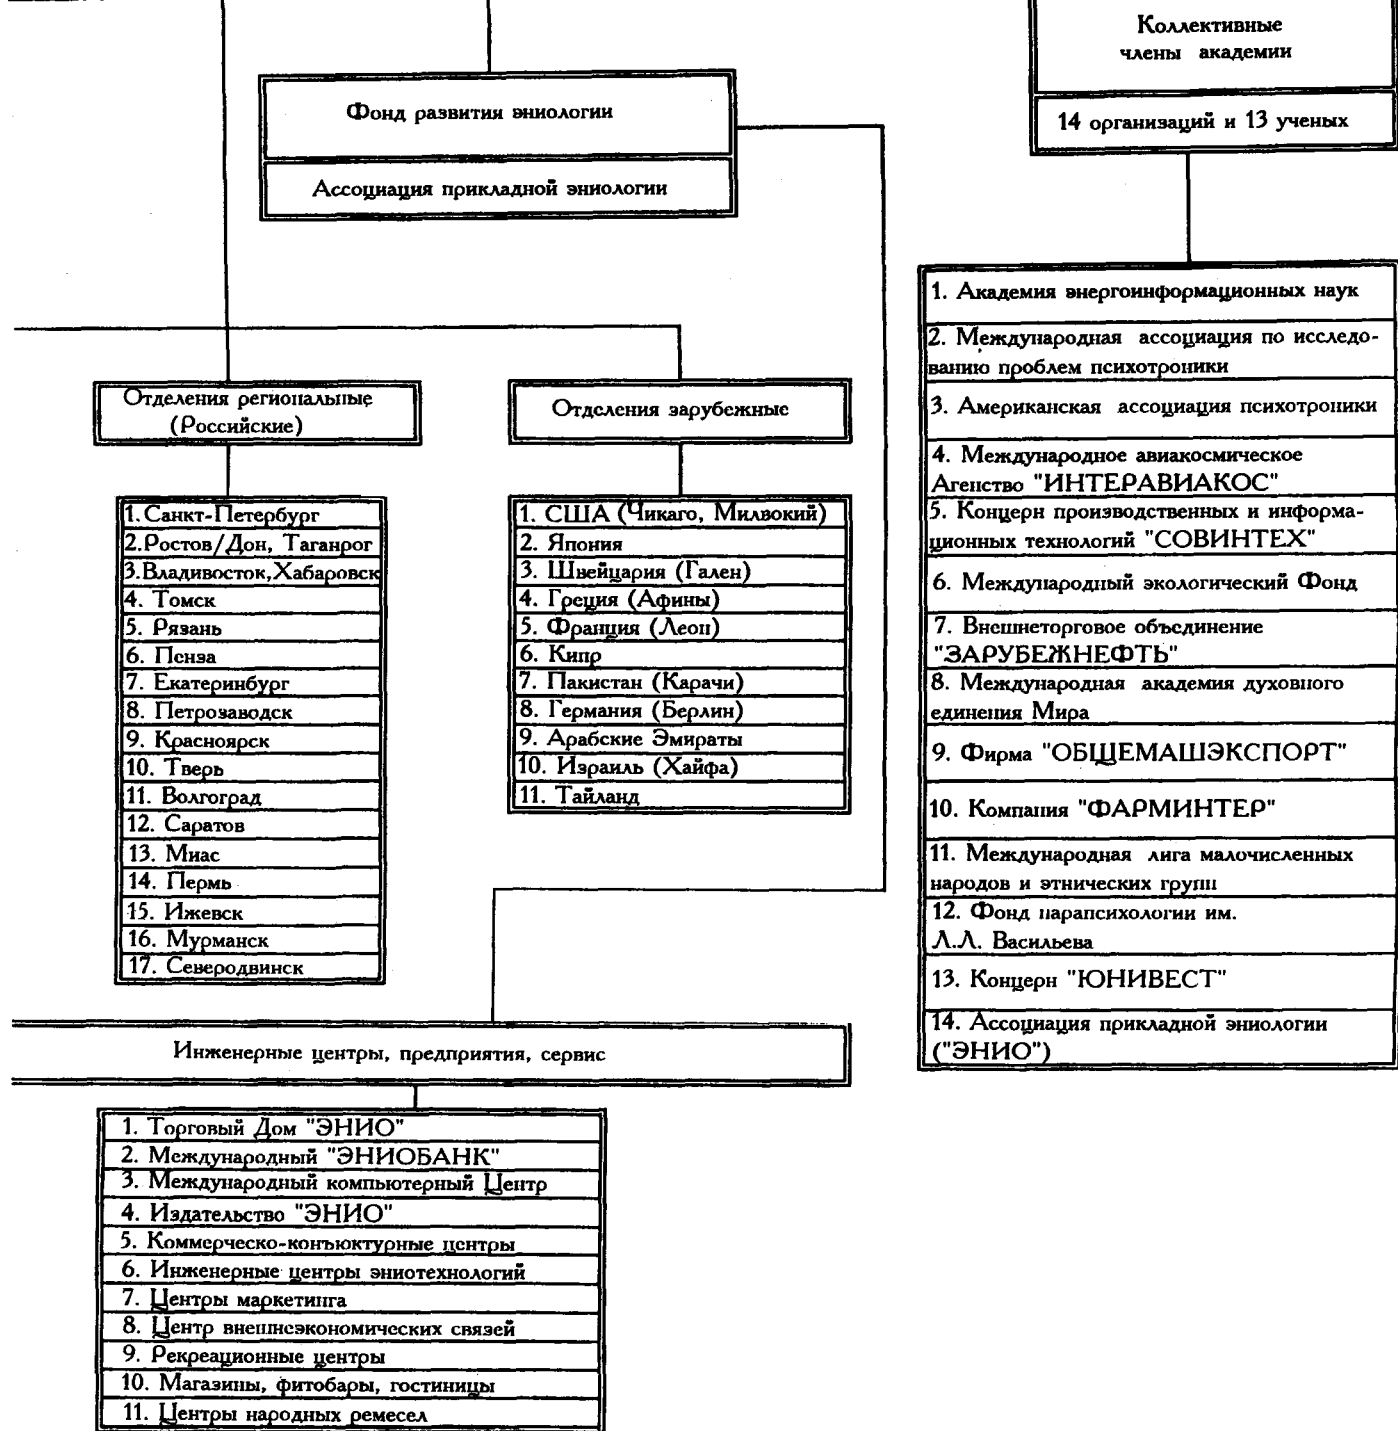 Коллективные
члены академии
14 организаций и 13 ученых
Фонд развития эниологии
Ассоциация прикладной эниологии
Отделения региональные
(Российские)
Отделения зарубежные
1.Санкт-Петербург
2.Ростов/Дон, Таганрог
3.Владивосток,Хабаровск
4. Томск
5. Рязань
6. Пенза
7. Екатеринбург
8. Петрозаводск
9. Красноярск
10. Тверь
11. Волгоград
12. Саратов
13. Миас
14. Пермь
15. Ижевск
16. Мурманск
17. Северодвинск
1. США (Чикаго, Милвокий)
2. Япония
3. Швейцария (Гален)
4. Греция (Афины)
5. Франция (Леон)
6. Кипр
7. Пакистан (Карачи)
8. Германия (Берлин)
9. Арабские Эмираты
10. Израиль (Хайфа)
11. Тайланд
1. Академия энергоинформационных наук
2. Международная ассоциация по исследо-
ванию проблем психотроники
3. Американская ассоциация психотроники
4. Международное авиакосмическое
Агенство "ИНТЕРАВИАКОС"
5. Концерн производственных и информа-
ционных технологий "СОВИНТЕХ"
6. Международный экологический Фонд
7. Внешнеторговое объединение
"ЗАРУБЕЖНЕФТЬ"
8. Международная академия духовного
единения Мира
9. Фирма "ОБЩЕМАШЭКСПОРТ"
10. Компания "ФАРМИНТЕР"
11. Международная лига малочисленных
народов и этнических групп
12. Фонд парапсихологии им.
Л.Л. Васильева
13. Концерн "ЮНИВЕСТ"
14. Ассоциация прикладной эниологии
("ЭНИО")
Инженерные центры, предприятия, сервис
1. Торговый Дом "ЭНИО"
2. Международный "ЭНИОБАНК"
3. Международный компьютерный Центр
4. Издательство "ЭНИО"
5. Коммерческо-конъюктурные центры
6. Инженерные центры эниотехнологий
7. Центры маркетинга
8. Центр внешнеэкономических связей
9. Рекреационные центры
10. Магазины, фитобары, гостиницы
11. Центры народных ремесел